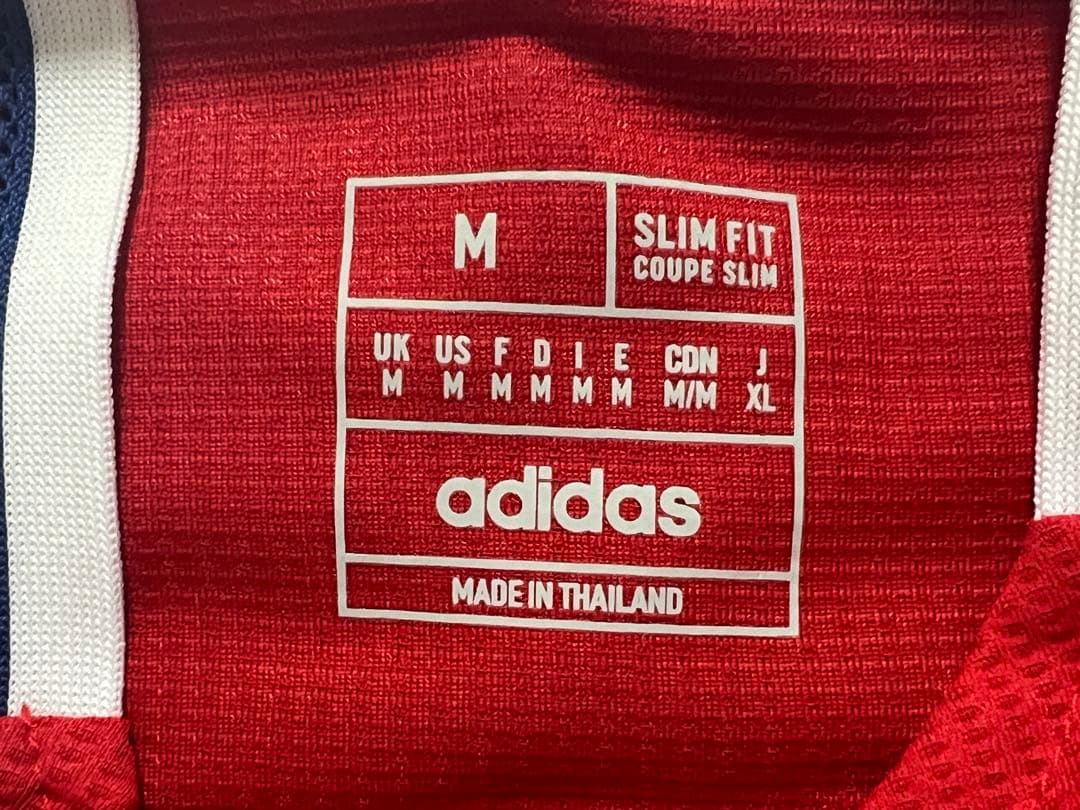 M
SLIM FIT
COUPE SLIM
UK US F D I E CDN J
M M M M M M M/M XL
adidas
MADE IN THAILAND